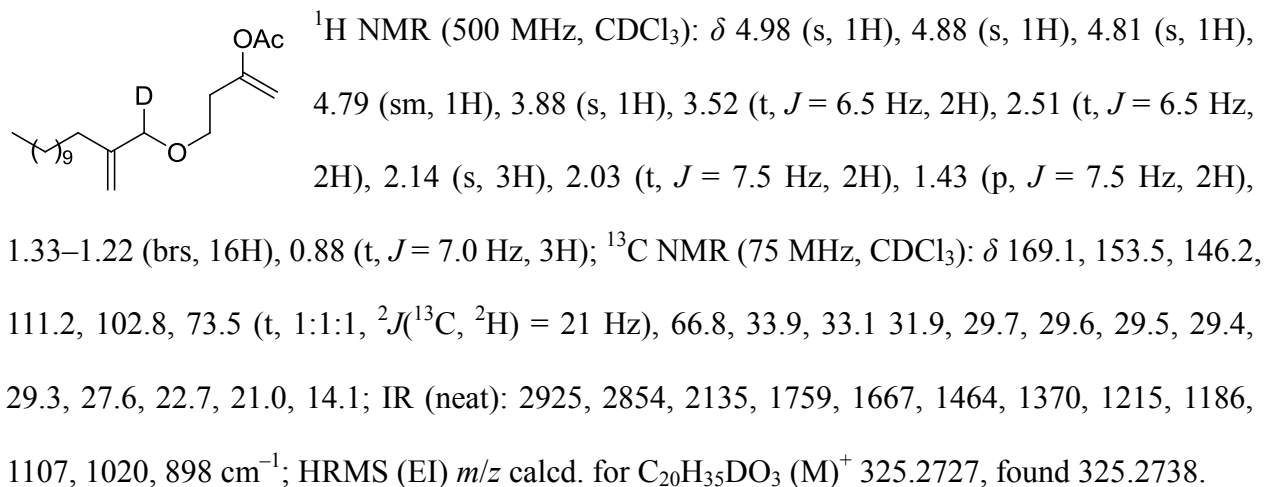 OAc
D
( )9
O
¹H NMR (500 MHz, CDCl₃): δ 4.98 (s, 1H), 4.88 (s, 1H), 4.81 (s, 1H),
4.79 (sm, 1H), 3.88 (s, 1H), 3.52 (t, J = 6.5 Hz, 2H), 2.51 (t, J = 6.5 Hz,
2H), 2.14 (s, 3H), 2.03 (t, J = 7.5 Hz, 2H), 1.43 (p, J = 7.5 Hz, 2H),
1.33–1.22 (brs, 16H), 0.88 (t, J = 7.0 Hz, 3H); ¹³C NMR (75 MHz, CDCl₃): δ 169.1, 153.5, 146.2,
111.2, 102.8, 73.5 (t, 1:1:1, ²J(¹³C, ²H) = 21 Hz), 66.8, 33.9, 33.1 31.9, 29.7, 29.6, 29.5, 29.4,
29.3, 27.6, 22.7, 21.0, 14.1; IR (neat): 2925, 2854, 2135, 1759, 1667, 1464, 1370, 1215, 1186,
1107, 1020, 898 cm⁻¹; HRMS (EI) m/z calcd. for C₂₀H₃₅DO₃ (M)⁺ 325.2727, found 325.2738.